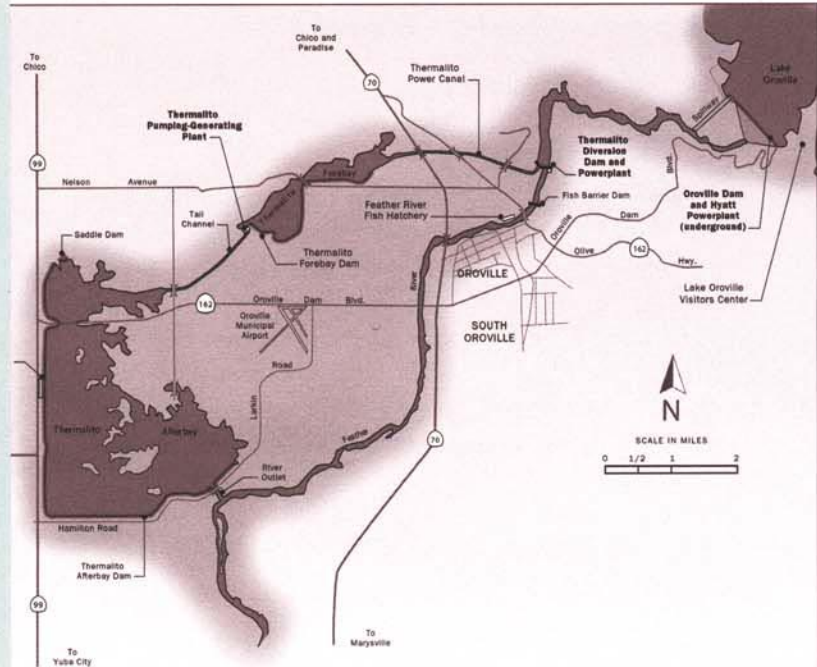 To
Chico
To
Chico and
Paradise
70
Thermalito
Power Canal
Lake
Oroville
Spillway
Thermalito
Pumping-Generating
Plant
99
Nelson Avenue
Thermalito Forebay
Thermalito
Diversion
Dam and
Powerplant
Fish Barrier Dam
Feather River
Fish Hatchery
Oroville Dam Blvd.
Oroville Dam
and Hyatt
Powerplant
(underground)
Saddle Dam
Tail
Channel
Thermalito
Forebay Dam
Olive Hwy.
162
OROVILLE
Lake Oroville
Visitors Center
162
Oroville Dam Blvd.
Oroville
Municipal
Airport
SOUTH
OROVILLE
Feather River
Larkin Road
N
SCALE IN MILES
0 1/2 1 2
70
Thermalito Afterbay
River
Outlet
Hamilton Road
Thermalito
Afterbay Dam
99
To
Yuba City
To
Marysville